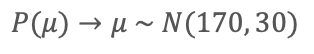 P(μ) → μ ~ N(170, 30)